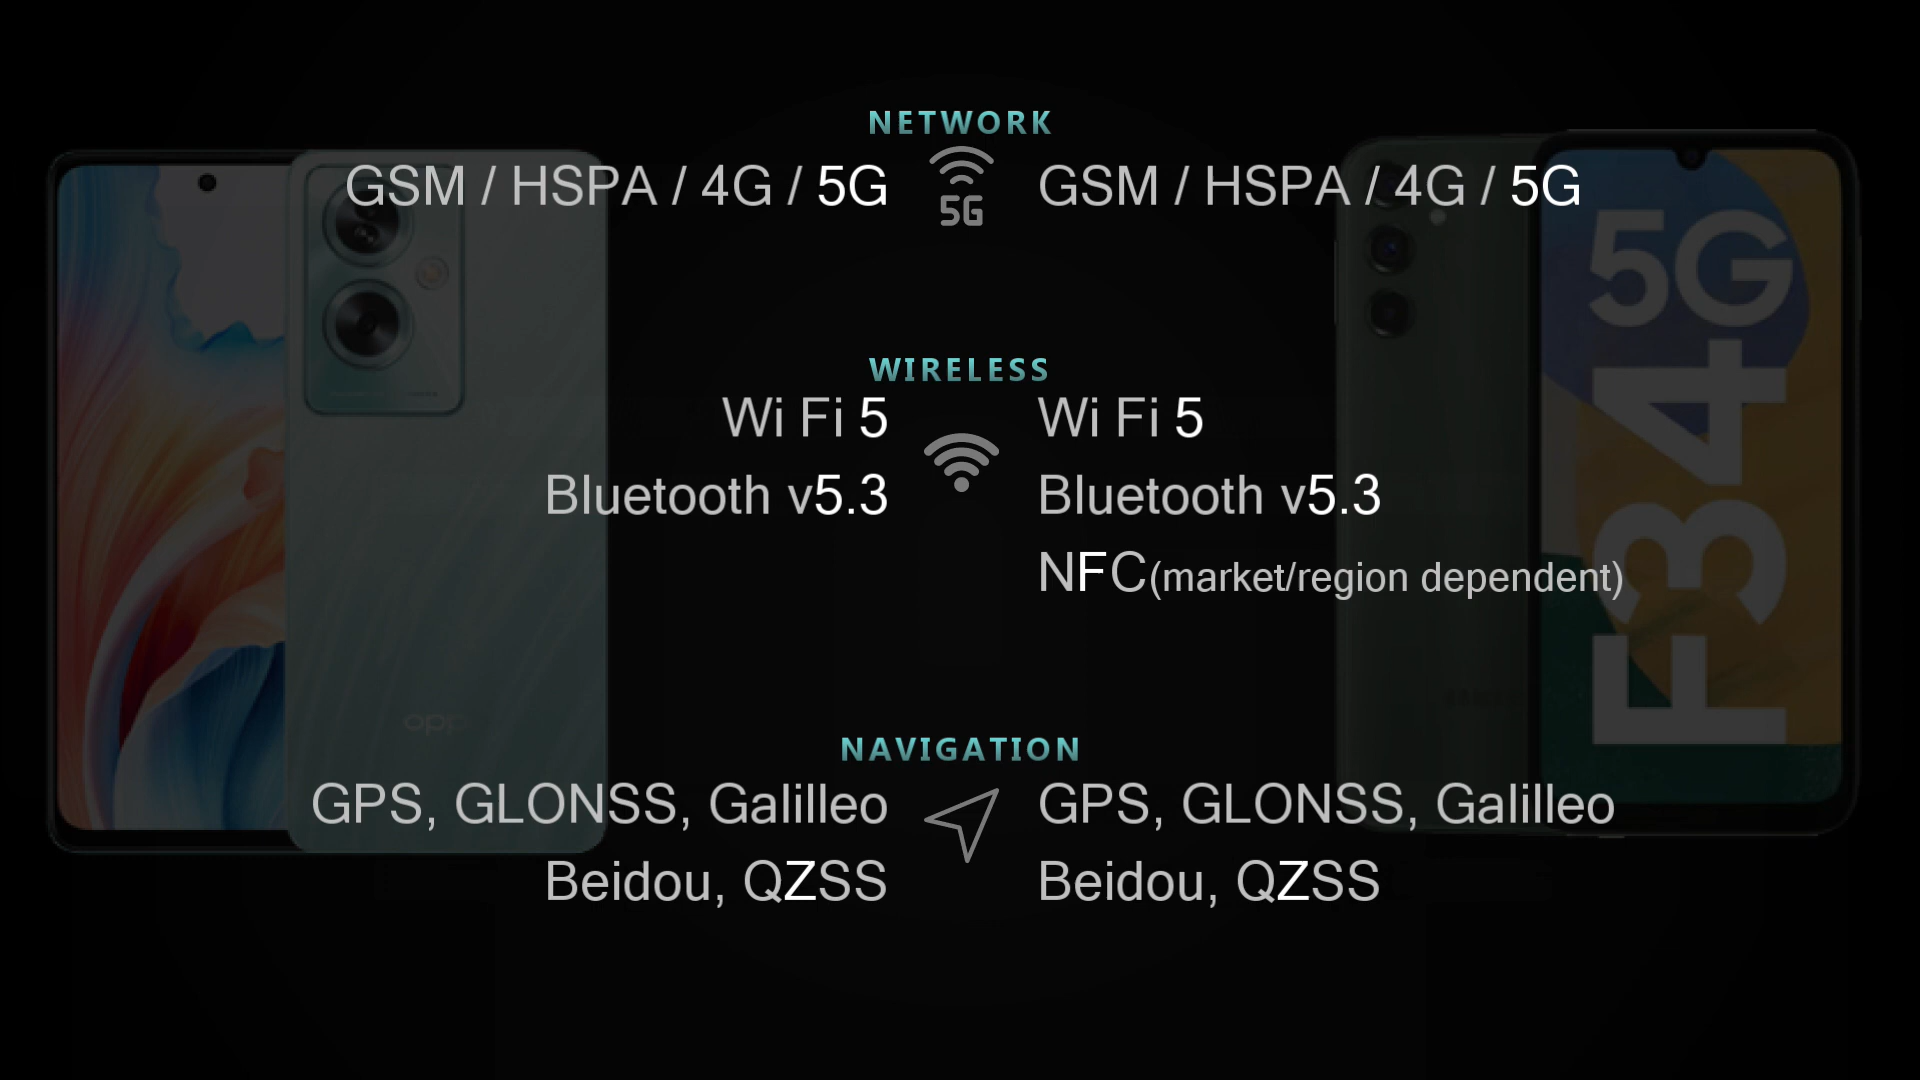 NETWORK
GSM / HSPA / 4G / 5G
5G
GSM / HSPA / 4G / 5G
WIRELESS
Wi Fi 5
Bluetooth v5.3
Wi Fi 5
Bluetooth v5.3
NFC(market/region dependent)
NAVIGATION
GPS, GLONSS, Galilleo
Beidou, QZSS
GPS, GLONSS, Galilleo
Beidou, QZSS
oppo
F34 5G